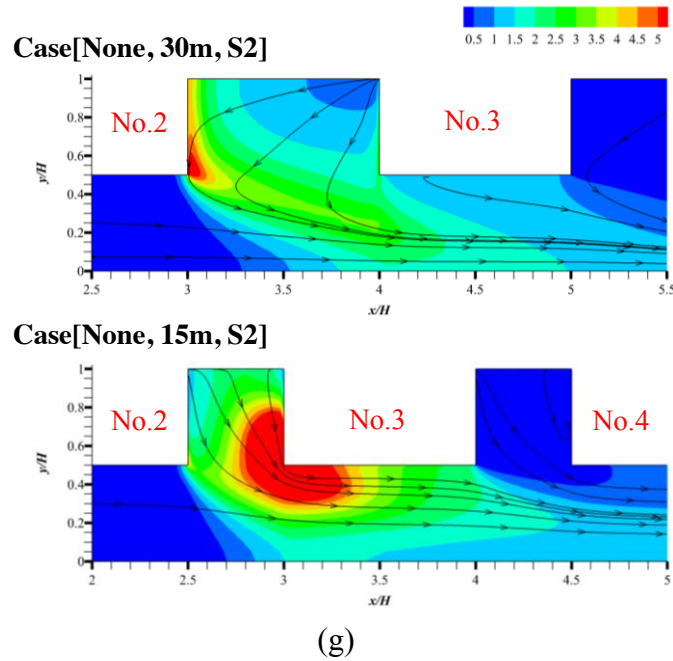 0.5 1 1.5 2 2.5 3 3.5 4 4.5 5
Case[None, 30m, S2]
1
0.8
0.6
0.4
0.2
0
y/H
No.2
No.3
2.5 3 3.5 4 4.5 5 5.5
x/H
Case[None, 15m, S2]
1
0.8
0.6
0.4
0.2
0
y/H
No.2
No.3
No.4
2 2.5 3 3.5 4 4.5 5
x/H
(g)